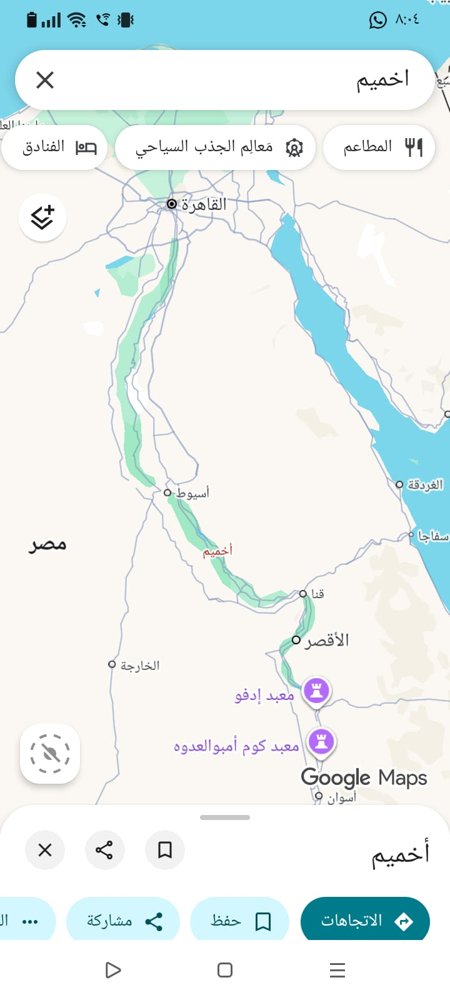 ٨:٠٤
اخميم
المطاعم
مَعالِم الجذب السياحي
الفنادق
القاهرة
الغردقة
أسيوط
سفاجا
مصر
أخميم
قنا
الأقصر
الخارجة
معبد إدفو
معبد كوم أمبوالعدوه
Google Maps
أسوان
أخميم
الاتجاهات
حفظ
مشاركة